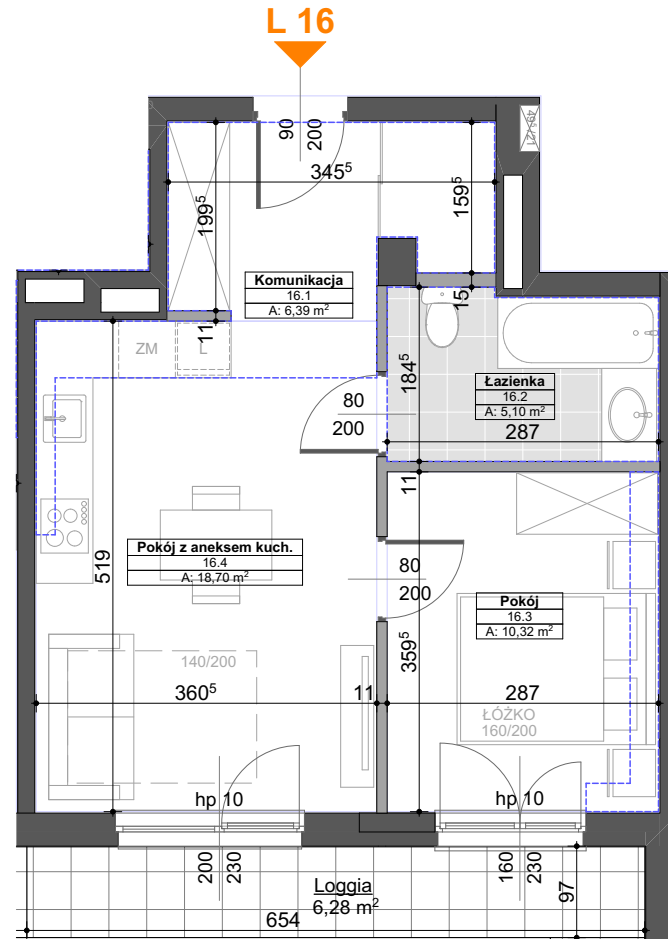 L 16
90
200
345⁵
199⁵
159⁵
495/21
Komunikacja
16.1
A: 6,39 m²
15
11
ZM
L
184⁵
Łazienka
16.2
A: 5,10 m²
80
200
287
11
519
Pokój z aneksem kuch.
16.4
A: 18,70 m²
80
200
Pokój
16.3
A: 10,32 m²
359⁵
140/200
360⁵
11
287
ŁÓŻKO
160/200
hp 10
hp 10
200
230
160
230
Loggia
6,28 m²
97
654